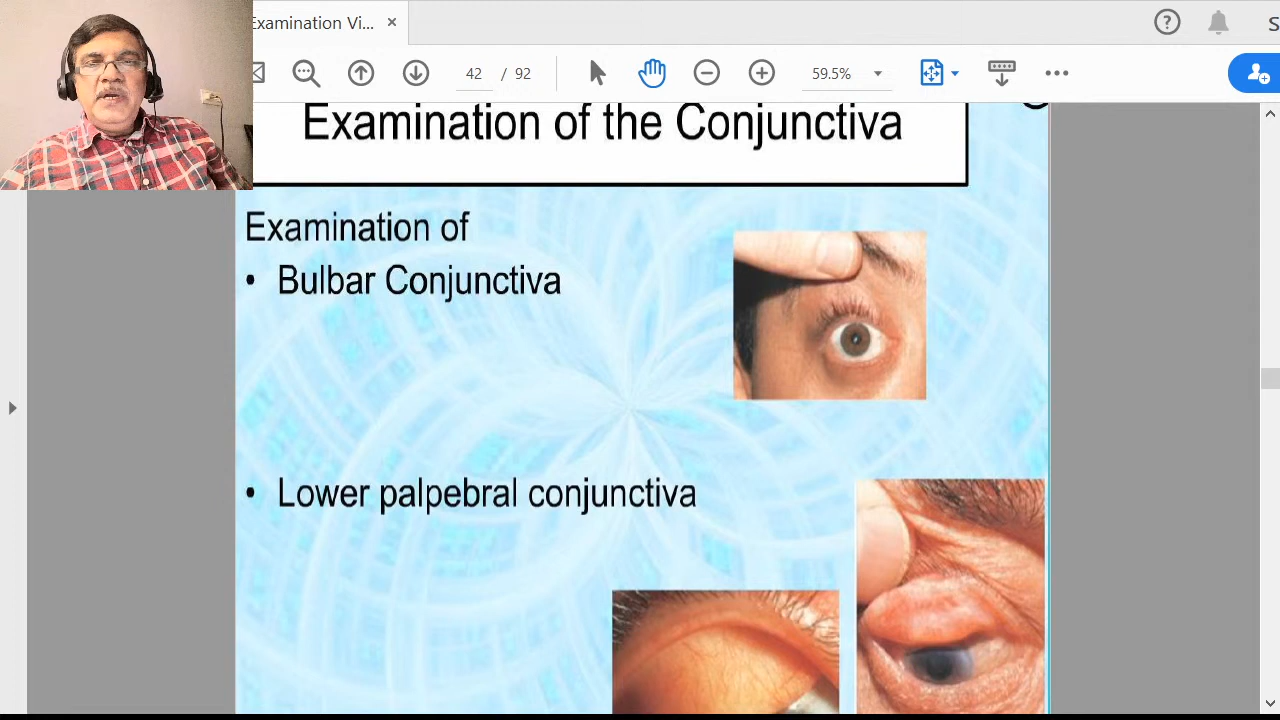 Examination Vi...
42 / 92
59.5%
Examination of the Conjunctiva
Examination of
• Bulbar Conjunctiva
• Lower palpebral conjunctiva